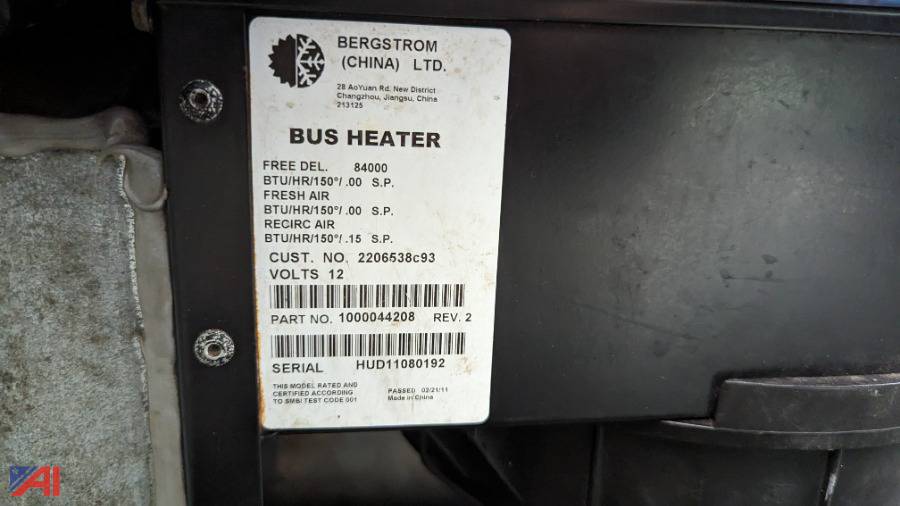 BERGSTROM
(CHINA) LTD.
28 AoYuan Rd. New District
Changzhou, Jiangsu, China
213125
BUS HEATER
FREE DEL. 84000
BTU/HR/150°/ .00 S.P.
FRESH AIR
BTU/HR/150°/ .00 S.P.
RECIRC AIR
BTU/HR/150°/ .15 S.P.
CUST. NO. 2206538c93
VOLTS 12
PART NO. 1000044208 REV. 2
SERIAL HUD11080192
THIS MODEL RATED AND
CERTIFIED ACCORDING
TO SMBI TEST CODE 001
PASSED 02/21/11
Made in China
AI